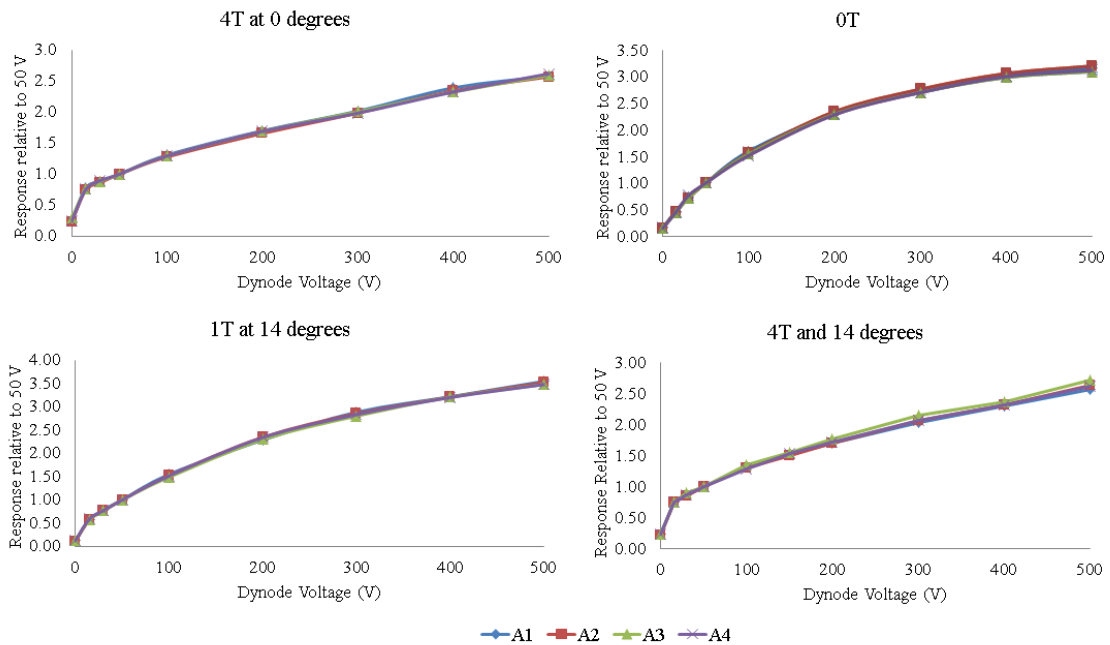 4T at 0 degrees
Response relative to 50 V
3.0
2.5
2.0
1.5
1.0
0.5
0.0
0 100 200 300 400 500
Dynode Voltage (V)
0T
Response relative to 50 V
3.50
3.00
2.50
2.00
1.50
1.00
0.50
0.00
0 100 200 300 400 500
Dynode Voltage (V)
1T at 14 degrees
Response relative to 50 V
4.00
3.50
3.00
2.50
2.00
1.50
1.00
0.50
0.00
0 100 200 300 400 500
Dynode Voltage (V)
4T and 14 degrees
Response Relative to 50 V
3.00
2.50
2.00
1.50
1.00
0.50
0.00
0 100 200 300 400 500
Dynode Voltage (V)
A1 A2 A3 A4